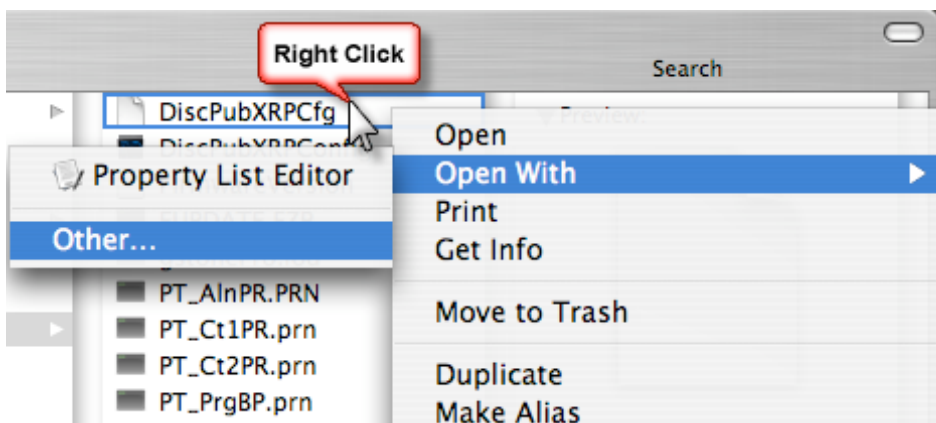 Right Click
Search
DiscPubXRPCfg
Preview:
Open
Property List Editor
Open With
Print
Other...
Get Info
PT_AlnPR.PRN
Move to Trash
PT_Ct1PR.prn
PT_Ct2PR.prn
Duplicate
PT_PrgBP.prn
Make Alias